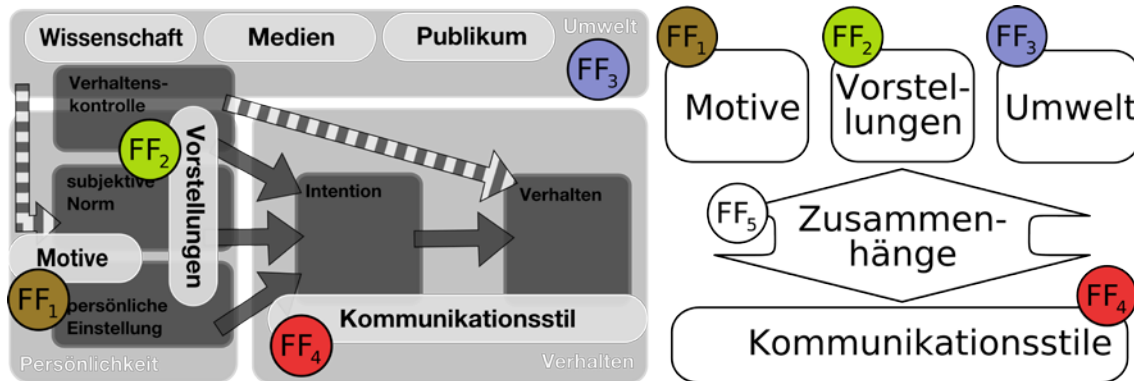 Umwelt
Wissenschaft
Medien
Publikum
FF3
Verhaltens-
kontrolle
FF2
Vorstellungen
subjektive
Norm
Intention
Verhalten
Motive
FF1
persönliche
Einstellung
Kommunikationsstil
FF4
Persönlichkeit
Verhalten
FF1
Motive
FF2
Vorstel-
lungen
FF3
Umwelt
FF5
Zusammen-
hänge
FF4
Kommunikationsstile